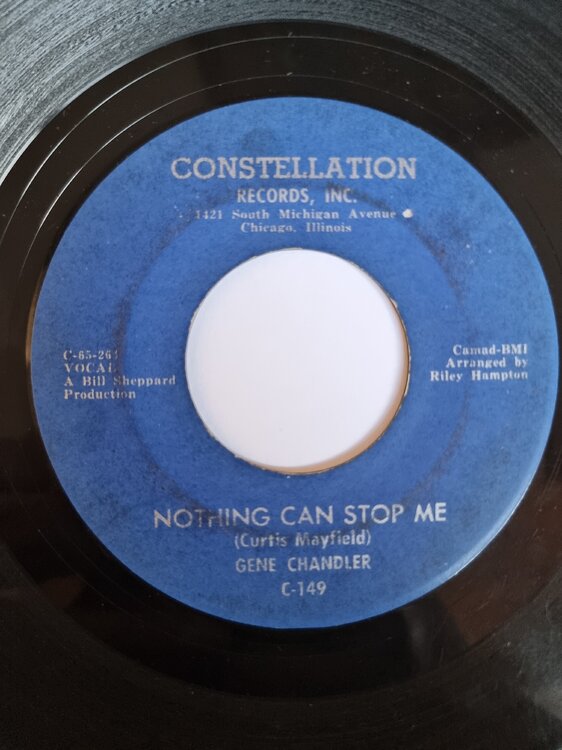 CONSTELLATION
RECORDS, INC.
1421 South Michigan Avenue
Chicago, Illinois
VOCAL
A Bill Sheppard
Production
Camad-BMI
Arranged by
Riley Hampton
NOTHING CAN STOP ME
(Curtis Mayfield)
GENE CHANDLER
C-149